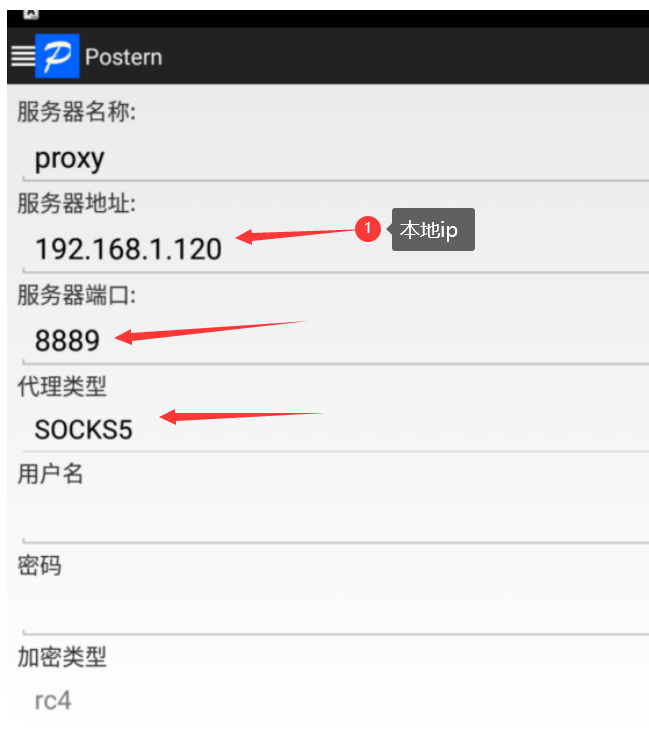 Postern
服务器名称:
proxy
服务器地址:
192.168.1.120
1 本地ip
服务器端口:
8889
代理类型
SOCKS5
用户名
密码
加密类型
rc4